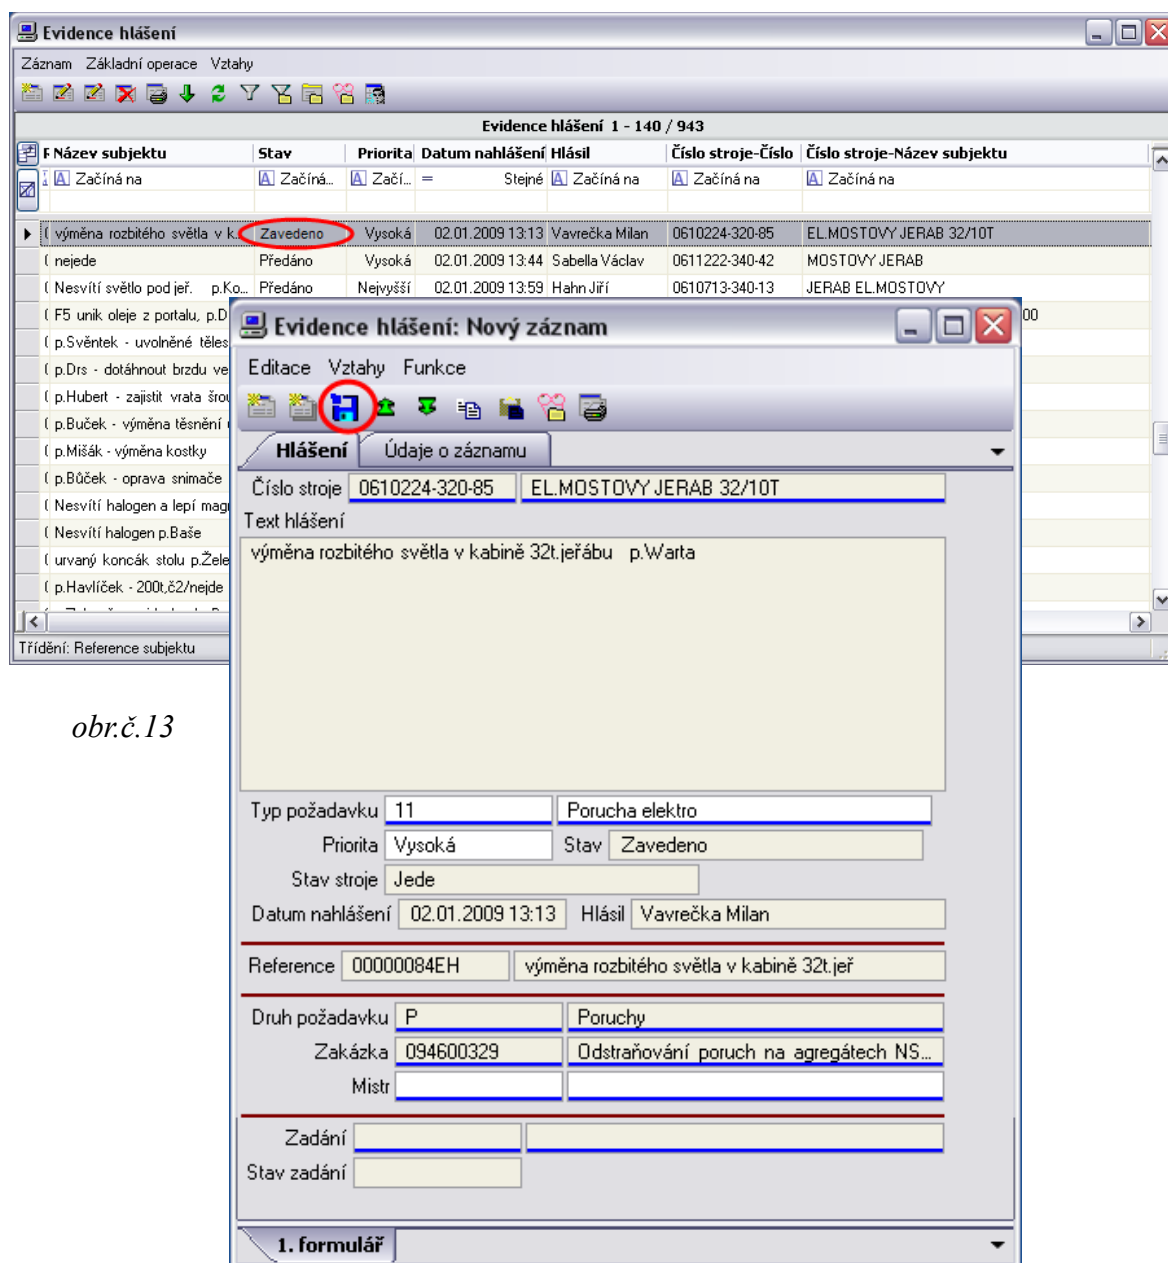 Evidence hlášení
Záznam Základní operace Vztahy
Evidence hlášení 1 - 140 / 943
Název subjektu Stav Priorita Datum nahlášení Hlásil Číslo stroje-Číslo Číslo stroje-Název subjektu
A Začíná na A Začíná... A Začí... = Stejné A Začíná na A Začíná na A Začíná na
výměna rozbitého světla v k... Zavedeno Vysoká 02.01.2009 13:13 Vavrečka Milan 0610224-320-85 EL.MOSTOVY JERAB 32/10T
nejede Předáno Vysoká 02.01.2009 13:44 Sabella Václav 0611222-340-42 MOSTOVY JERAB
Nesvítí světlo pod jeř. p.Ko... Předáno Nejvyšší 02.01.2009 13:59 Hahn Jiří 0610713-340-13 JERAB EL.MOSTOVY
F5 unik oleje z portalu, p.D 00
p.Svěntek - uvolněné těles
p.Drs - dotáhnout brzdu ve
p.Hubert - zajistit vrata šrou
p.Buček - výměna těsnění
p.Mišák - výměna kostky
p.Bůček - oprava snimače
Nesvítí halogen a lepí mag
Nesvítí halogen p.Baše
urvaný koncák stolu p.Žele
p.Havlíček - 200t,č2/nejde
Třídění: Reference subjektu
Evidence hlášení: Nový záznam
Editace Vztahy Funkce
Hlášení Údaje o záznamu
Číslo stroje 0610224-320-85 EL.MOSTOVY JERAB 32/10T
Text hlášení
výměna rozbitého světla v kabině 32t.jeřábu p.Warta
Typ požadavku 11 Porucha elektro
Priorita Vysoká Stav Zavedeno
Stav stroje Jede
Datum nahlášení 02.01.2009 13:13 Hlásil Vavrečka Milan
Reference 00000084EH výměna rozbitého světla v kabině 32t.jeř
Druh požadavku P Poruchy
Zakázka 094600329 Odstraňování poruch na agregátech NS...
Mistr
Zadání
Stav zadání
1. formulář
obr.č.13